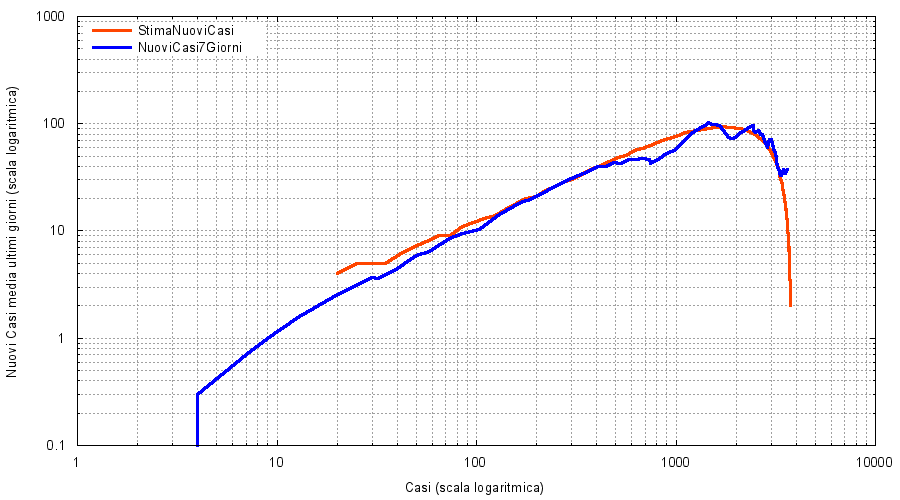 1000
StimaNuoviCasi
NuoviCasi7Giorni
100
10
1
0.1
Nuovi Casi media ultimi giorni (scala logaritmica)
1 10 100 1000 10000
Casi (scala logaritmica)